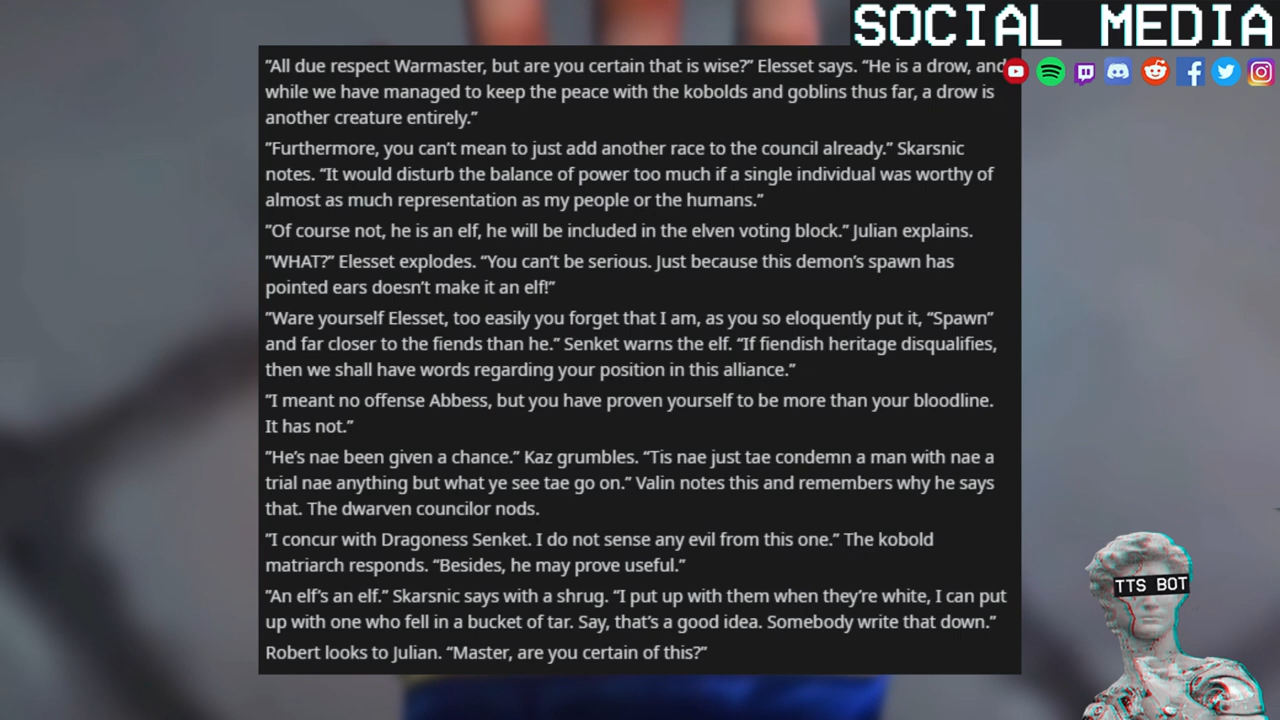 SOCIAL MEDIA
"All due respect Warmaster, but are you certain that is wise?” Elesset says. “He is a drow, and
while we have managed to keep the peace with the kobolds and goblins thus far, a drow is
another creature entirely.”
"Furthermore, you can’t mean to just add another race to the council already.” Skarsnic
notes. “It would disturb the balance of power too much if a single individual was worthy of
almost as much representation as my people or the humans.”
"Of course not, he is an elf, he will be included in the elven voting block.” Julian explains.
"WHAT?” Elesset explodes. “You can’t be serious. Just because this demon’s spawn has
pointed ears doesn’t make it an elf!”
"Ware yourself Elesset, too easily you forget that I am, as you so eloquently put it, “Spawn”
and far closer to the fiends than he.” Senket warns the elf. “If fiendish heritage disqualifies,
then we shall have words regarding your position in this alliance.”
"I meant no offense Abbess, but you have proven yourself to be more than your bloodline.
It has not.”
"He’s nae been given a chance.” Kaz grumbles. “Tis nae just tae condemn a man with nae a
trial nae anything but what ye see tae go on.” Valin notes this and remembers why he says
that. The dwarven councilor nods.
"I concur with Dragoness Senket. I do not sense any evil from this one.” The kobold
matriarch responds. “Besides, he may prove useful.”
"An elf’s an elf.” Skarsnic says with a shrug. “I put up with them when they’re white, I can put
up with one who fell in a bucket of tar. Say, that’s a good idea. Somebody write that down.”
Robert looks to Julian. “Master, are you certain of this?”
TTS BOT